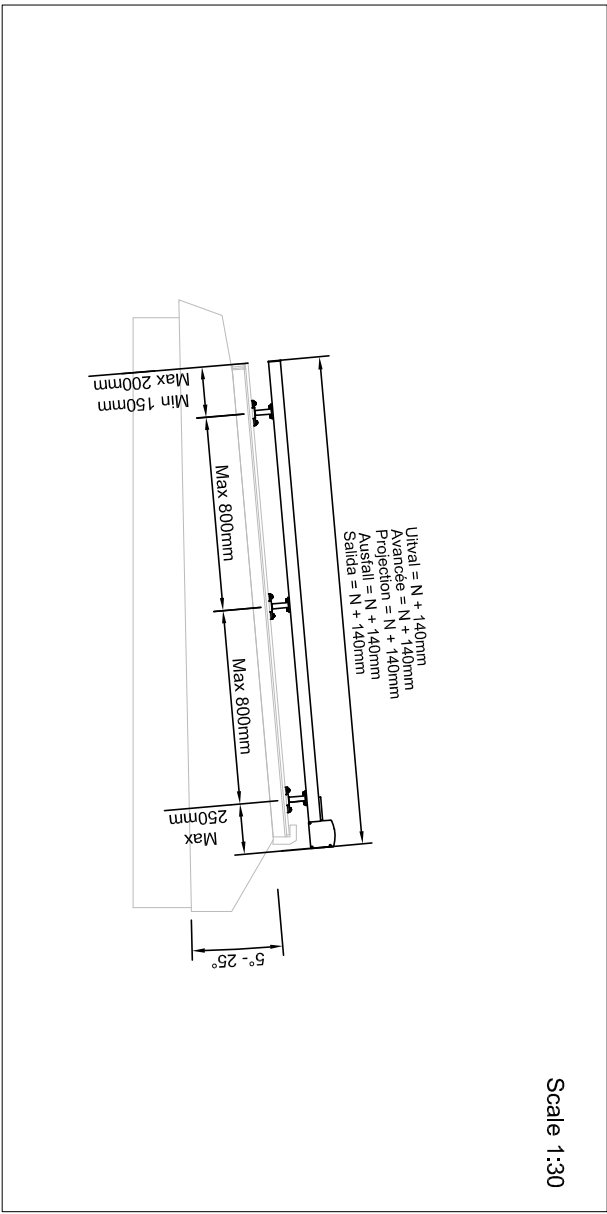 Scale 1:30
Uitval = N + 140mm
Avancée = N + 140mm
Projection = N + 140mm
Ausfall = N + 140mm
Salida = N + 140mm
Min 150mm
Max 200mm
Max 800mm
Max 800mm
Max
250mm
5°- 25°